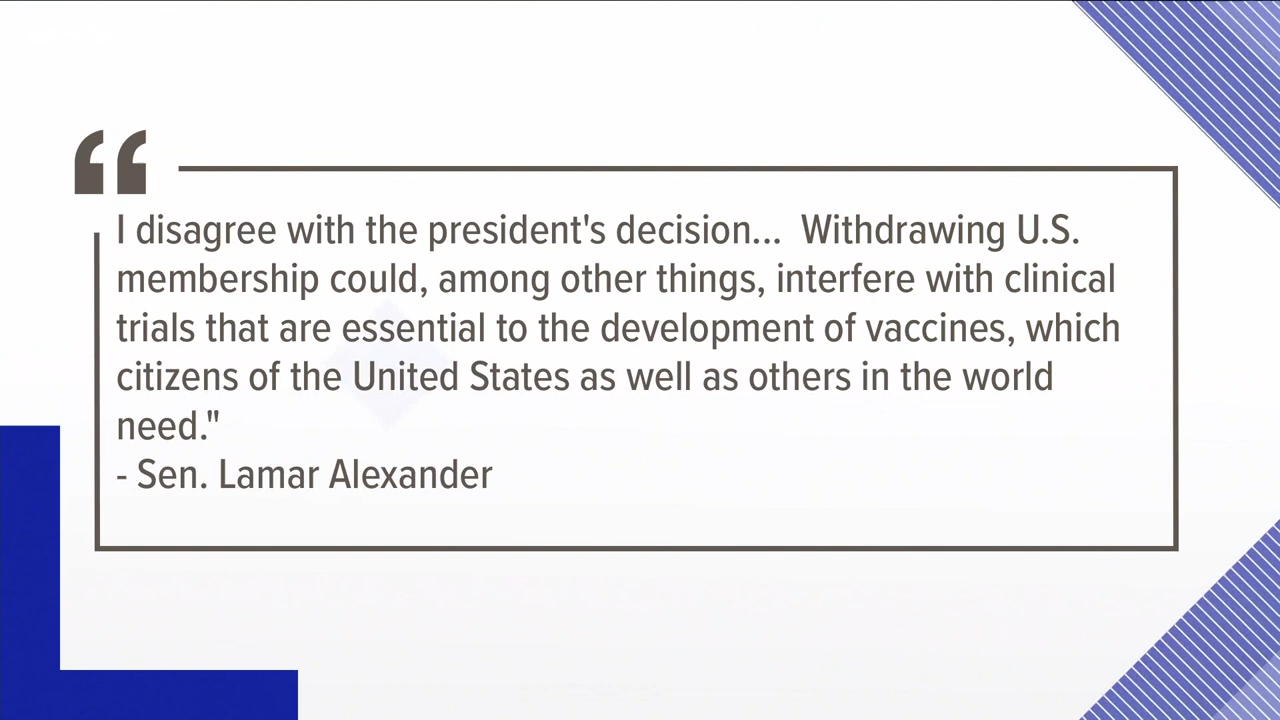 “
I disagree with the president's decision...  Withdrawing U.S.
membership could, among other things, interfere with clinical
trials that are essential to the development of vaccines, which
citizens of the United States as well as others in the world
need."
- Sen. Lamar Alexander